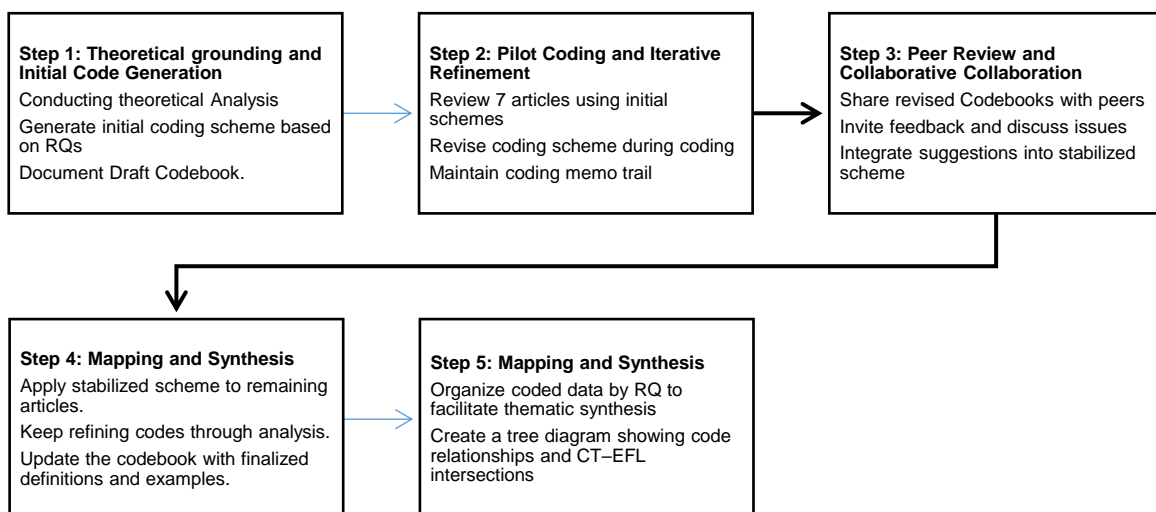 Step 1: Theoretical grounding and
Initial Code Generation
Conducting theoretical Analysis
Generate initial coding scheme based
on RQs
Document Draft Codebook.
Step 2: Pilot Coding and Iterative
Refinement
Review 7 articles using initial
schemes
Revise coding scheme during coding
Maintain coding memo trail
Step 3: Peer Review and
Collaborative Collaboration
Share revised Codebooks with peers
Invite feedback and discuss issues
Integrate suggestions into stabilized
scheme
Step 4: Mapping and Synthesis
Apply stabilized scheme to remaining
articles.
Keep refining codes through analysis.
Update the codebook with finalized
definitions and examples.
Step 5: Mapping and Synthesis
Organize coded data by RQ to
facilitate thematic synthesis
Create a tree diagram showing code
relationships and CT–EFL
intersections